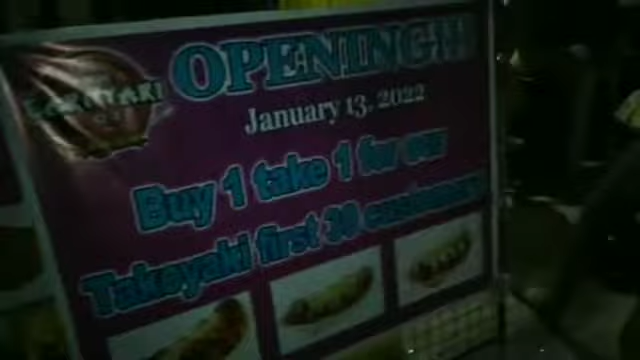 OPENING!!!
January 13, 2022
Buy 1 take 1 for our
Takoyaki first 30 customers